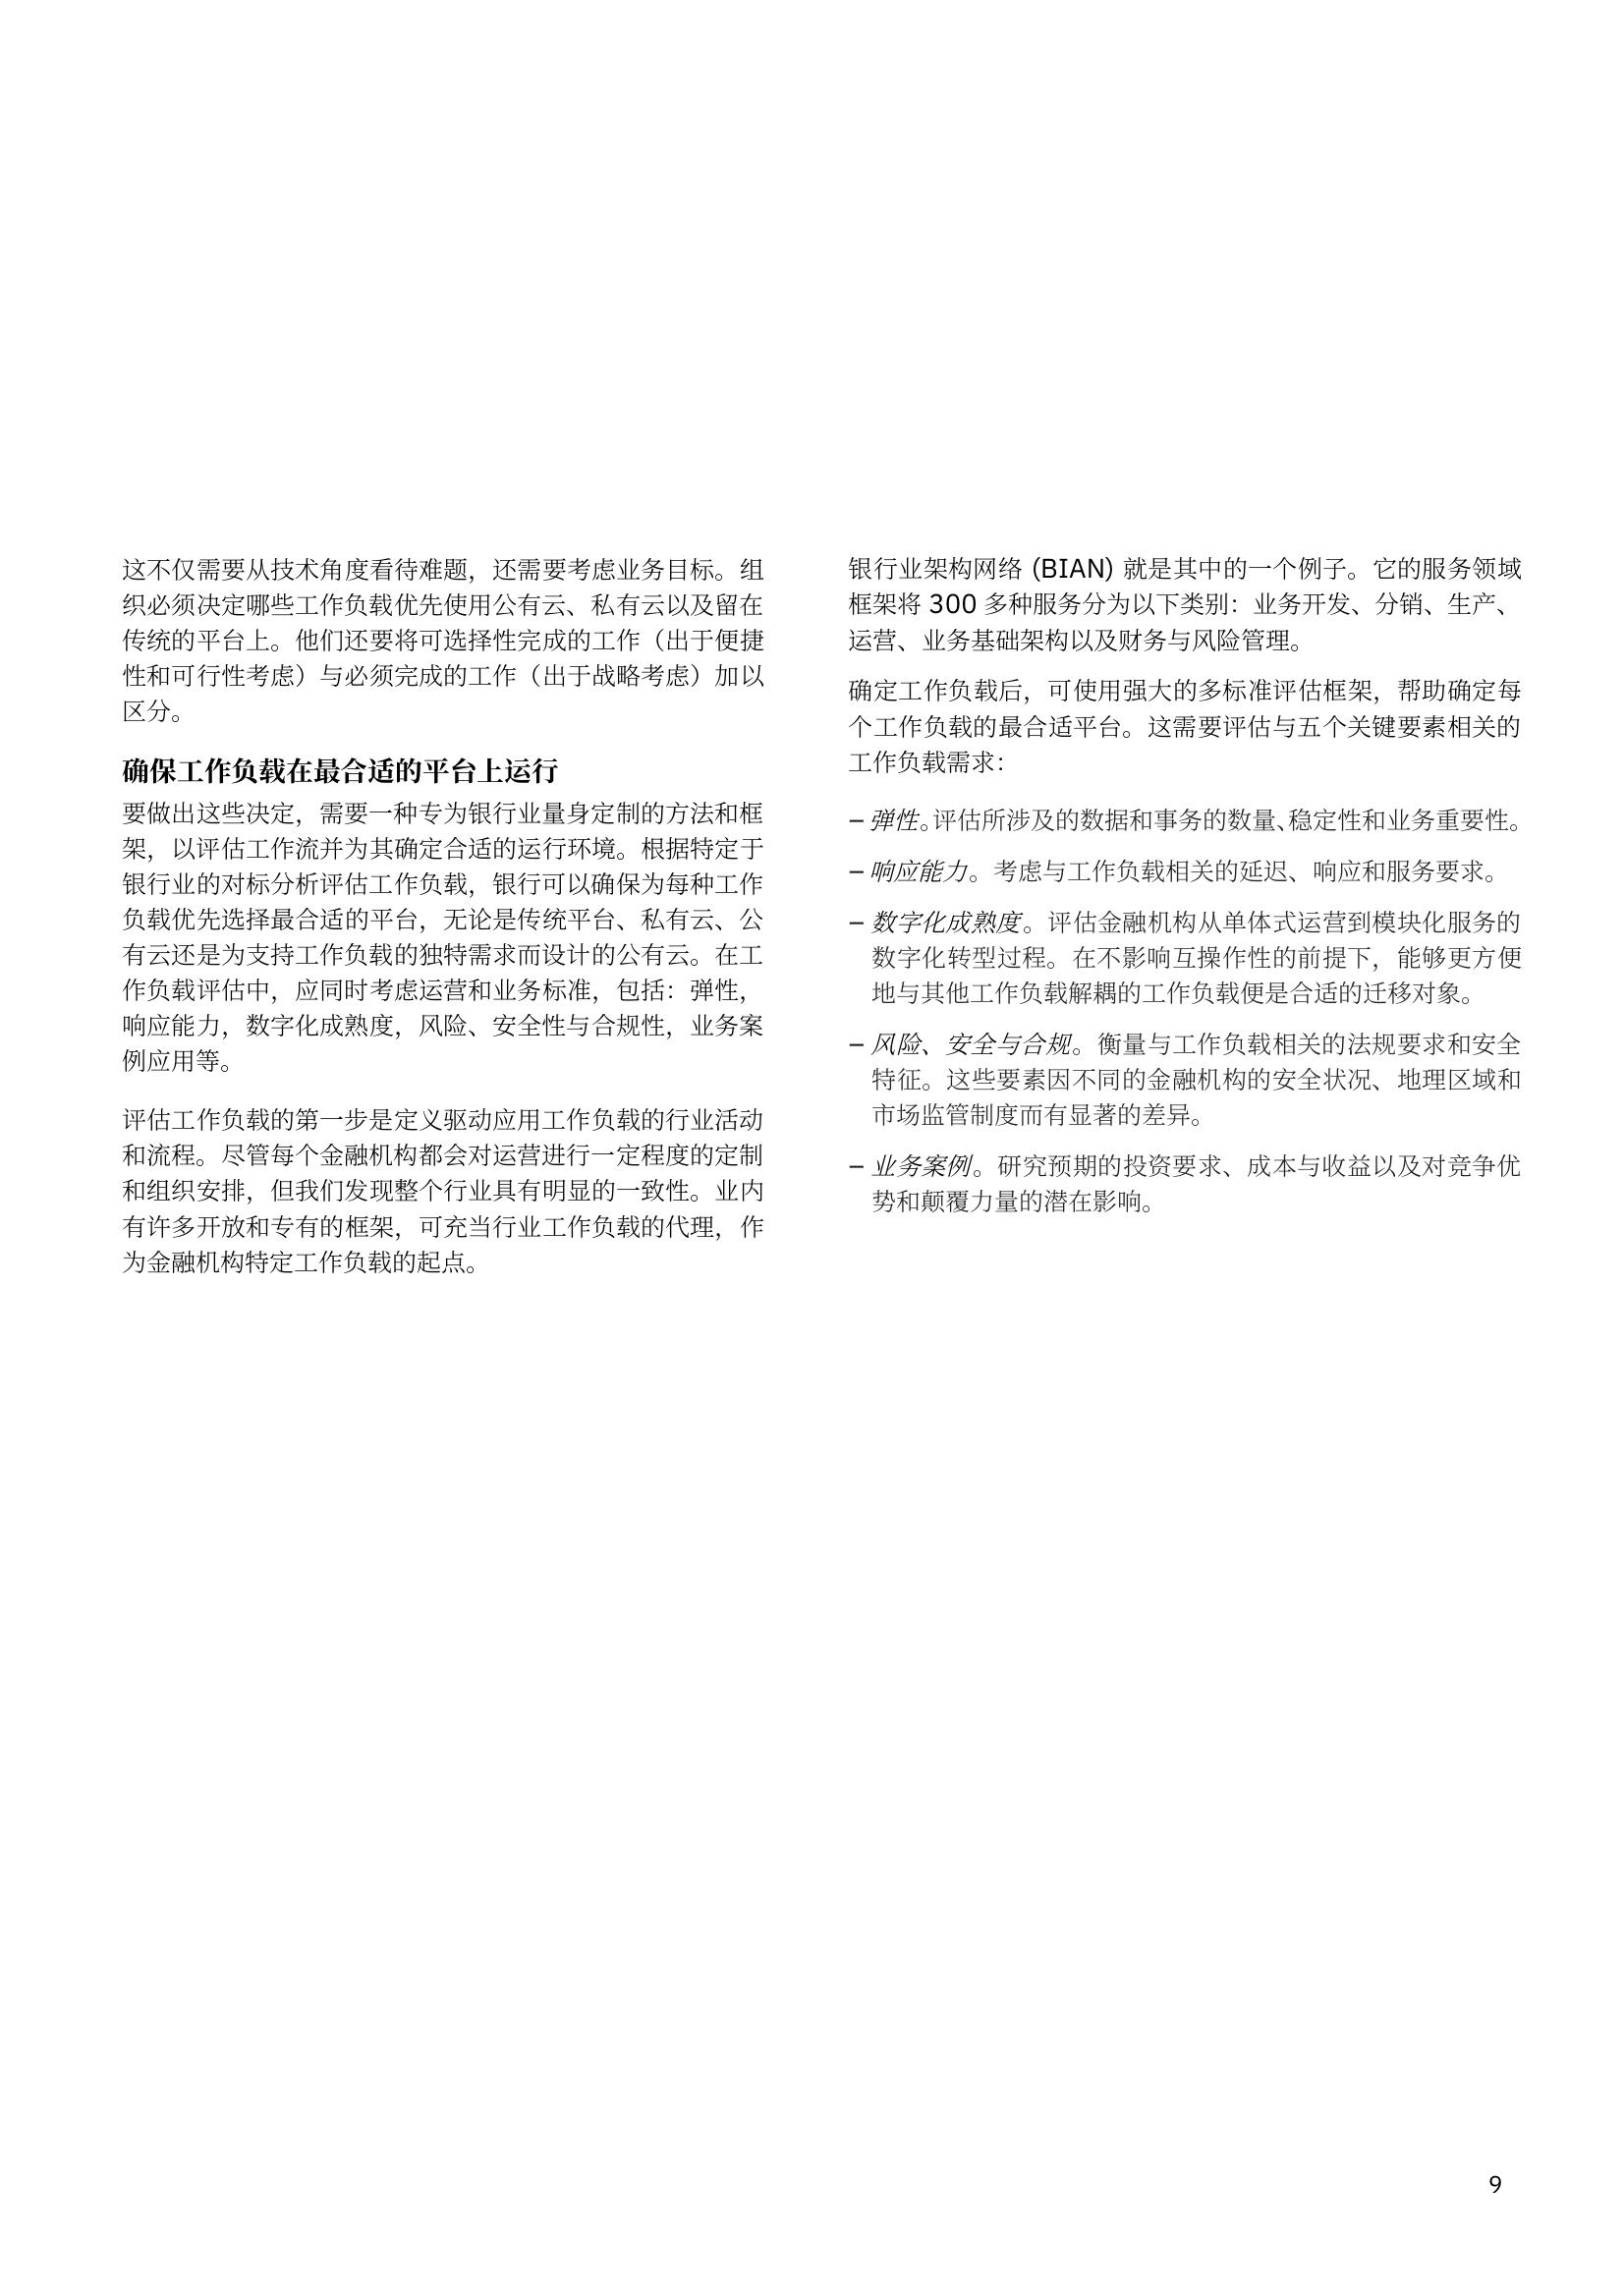 这不仅需要从技术角度看待难题，还需要考虑业务目标。组
织必须决定哪些工作负载优先使用公有云、私有云以及留在
传统的平台上。他们还要将可选择性完成的工作（出于便捷
性和可行性考虑）与必须完成的工作（出于战略考虑）加以
区分。
确保工作负载在最合适的平台上运行
要做出这些决定，需要一种专为银行业量身定制的方法和框
架，以评估工作流并为其确定合适的运行环境。根据特定于
银行业的对标分析评估工作负载，银行可以确保为每种工作
负载优先选择最合适的平台，无论是传统平台、私有云、公
有云还是为支持工作负载的独特需求而设计的公有云。在工
作负载评估中，应同时考虑运营和业务标准，包括：弹性，
响应能力，数字化成熟度，风险、安全性与合规性，业务案
例应用等。
评估工作负载的第一步是定义驱动应用工作负载的行业活动
和流程。尽管每个金融机构都会对运营进行一定程度的定制
和组织安排，但我们发现整个行业具有明显的一致性。业内
有许多开放和专有的框架，可充当行业工作负载的代理，作
为金融机构特定工作负载的起点。
银行业架构网络 (BIAN) 就是其中的一个例子。它的服务领域
框架将 300 多种服务分为以下类别：业务开发、分销、生产、
运营、业务基础架构以及财务与风险管理。
确定工作负载后，可使用强大的多标准评估框架，帮助确定每
个工作负载的最合适平台。这需要评估与五个关键要素相关的
工作负载需求：
– 弹性。评估所涉及的数据和事务的数量、稳定性和业务重要性。
– 响应能力。考虑与工作负载相关的延迟、响应和服务要求。
– 数字化成熟度。评估金融机构从单体式运营到模块化服务的
数字化转型过程。在不影响互操作性的前提下，能够更方便
地与其他工作负载解耦的工作负载便是合适的迁移对象。
– 风险、安全与合规。衡量与工作负载相关的法规要求和安全
特征。这些要素因不同的金融机构的安全状况、地理区域和
市场监管制度而有显著的差异。
– 业务案例。研究预期的投资要求、成本与收益以及对竞争优
势和颠覆力量的潜在影响。
9